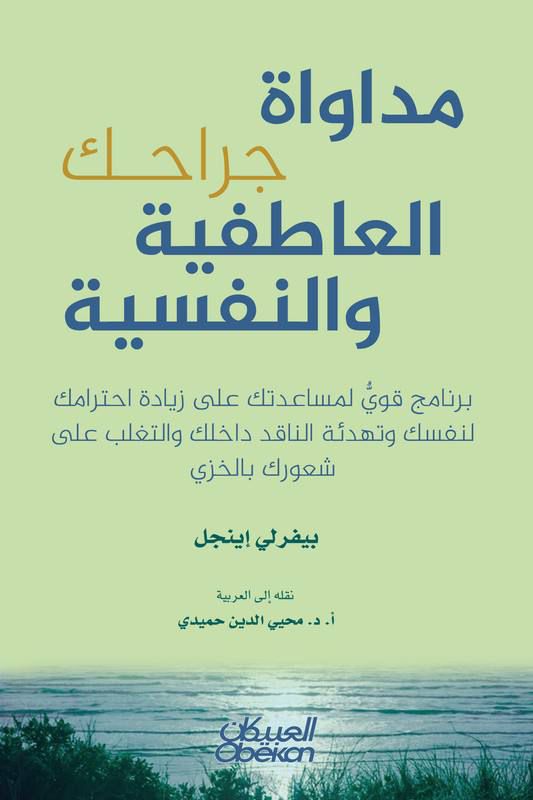 مداواة
جراحك
العاطفية
والنفسية
برنامج قويٌّ لمساعدتك على زيادة احترامك
لنفسك وتهدئة الناقد داخلك والتغلب على
شعورك بالخزي
بيفرلي إينجل
نقله إلى العربية
أ. د. محيي الدين حميدي
العبيكان
Obekan